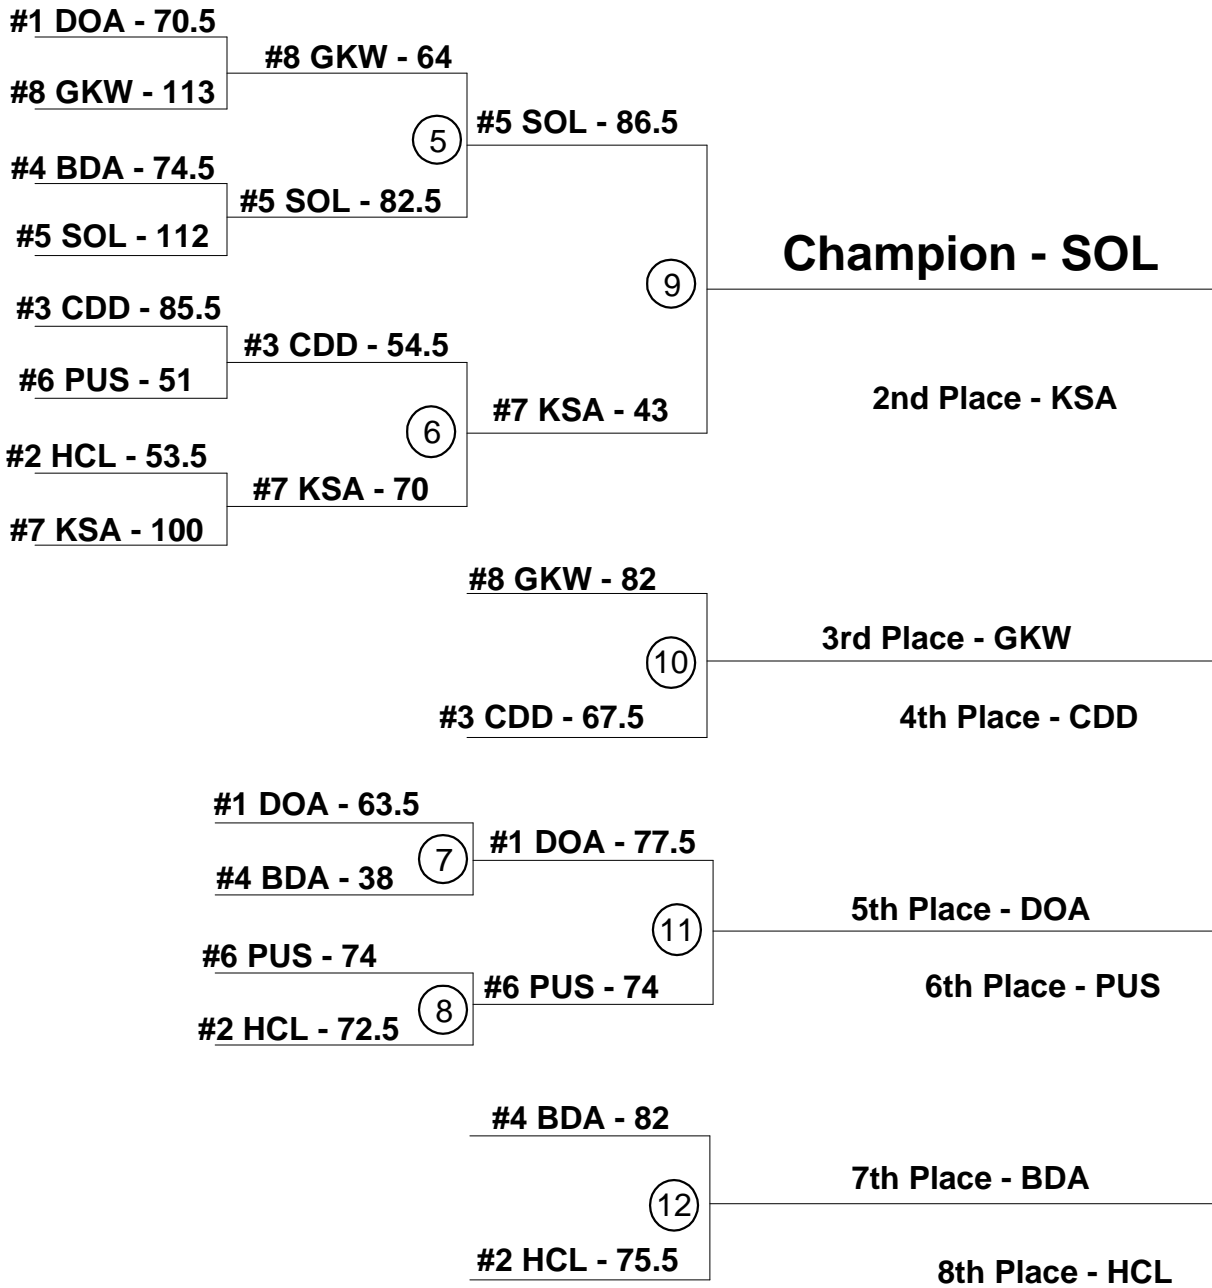 #1 DOA - 70.5
#8 GKW - 64
#8 GKW - 113
5
#5 SOL - 86.5
#4 BDA - 74.5
#5 SOL - 82.5
#5 SOL - 112
Champion - SOL
9
#3 CDD - 85.5
#3 CDD - 54.5
#6 PUS - 51
2nd Place - KSA
#7 KSA - 43
6
#2 HCL - 53.5
#7 KSA - 70
#7 KSA - 100
#8 GKW - 82
3rd Place - GKW
10
#3 CDD - 67.5
4th Place - CDD
#1 DOA - 63.5
#1 DOA - 77.5
7
#4 BDA - 38
5th Place - DOA
11
#6 PUS - 74
#6 PUS - 74
6th Place - PUS
8
#2 HCL - 72.5
#4 BDA - 82
7th Place - BDA
12
#2 HCL - 75.5
8th Place - HCL